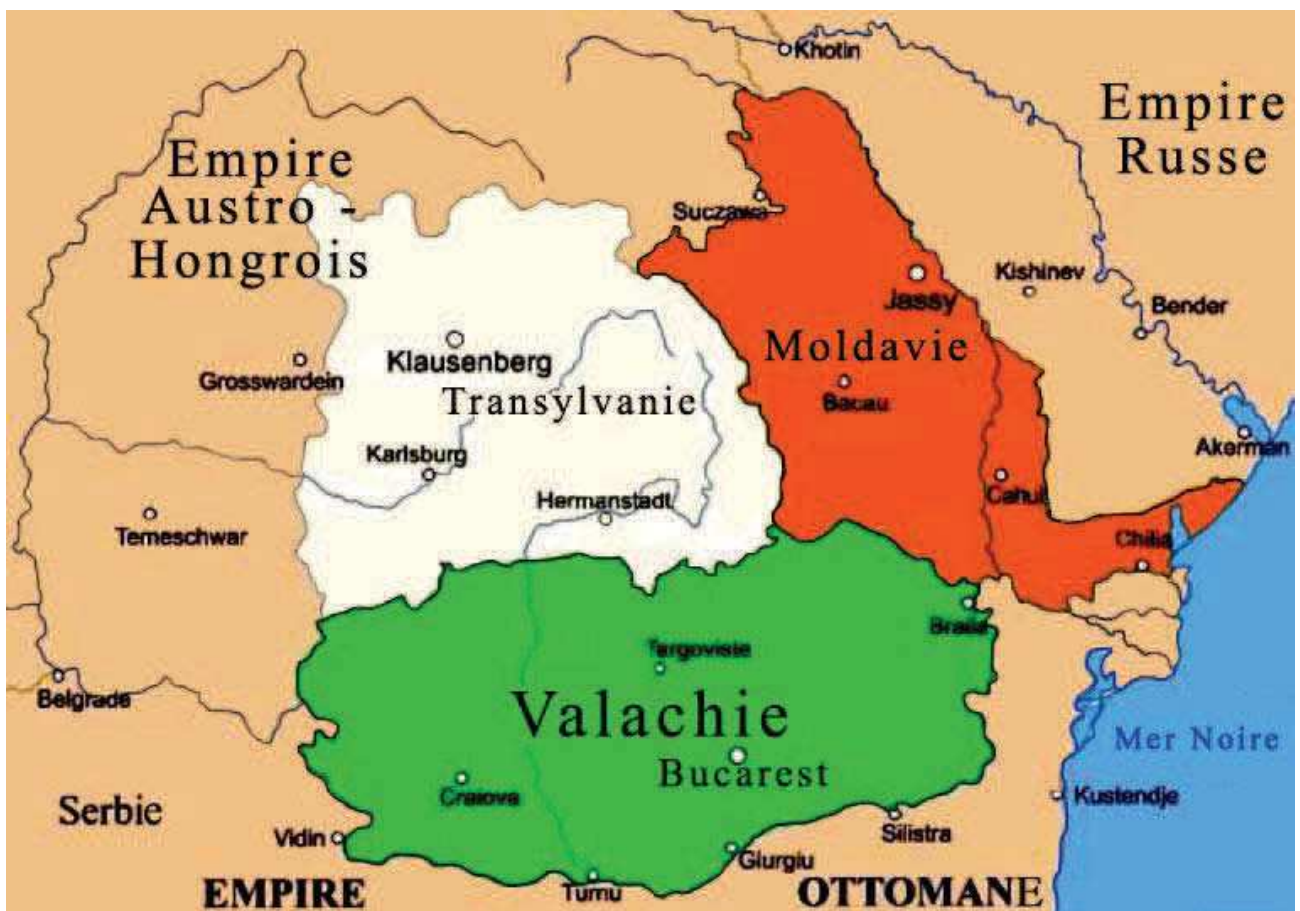 Khotin
Empire
Russe
Empire
Austro -
Hongrois
Suczawa
Jassy
Kishinev
Bender
Moldavie
Klausenberg
Grosswardein
Transylvanie
Bacau
Akerman
Karlsburg
Cahul
Hermanstadt
Temeschwar
Chilia
Braila
Targoviste
Belgrade
Valachie
Mer Noire
Bucarest
Craiova
Kustendje
Serbie
Vidin
Silistra
Giurgiu
EMPIRE
Turnu
OTTOMANE